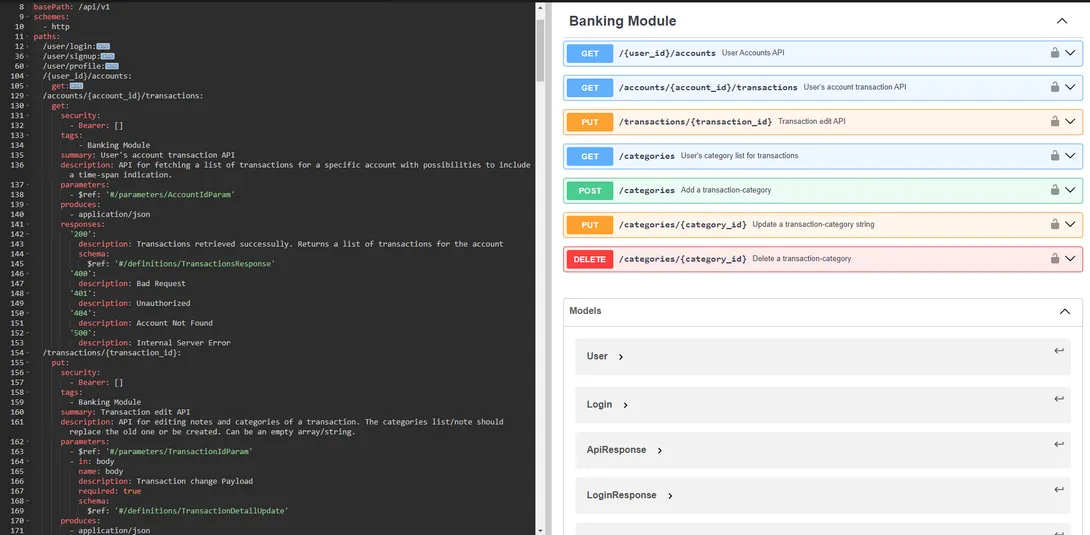 8 basePath: /api/v1
9 schemes:
10 - http
11 paths:
12 /user/login:
36 /user/signup:
60 /user/profile:
104 /{user_id}/accounts:
105 get:
129 /accounts/{account_id}/transactions:
130 get:
131 security:
132 - Bearer: []
133 tags:
134 - Banking Module
135 summary: User's account transaction API
136 description: API for fetching a list of transactions for a specific account with possibilities to include
a time-span indication.
137 parameters:
138 - $ref: '#/parameters/AccountIdParam'
139 produces:
140 - application/json
141 responses:
142 '200':
143 description: Transactions retrieved successully. Returns a list of transactions for the account
144 schema:
145 $ref: '#/definitions/TransactionsResponse'
146 '400':
147 description: Bad Request
148 '401':
149 description: Unauthorized
150 '404':
151 description: Account Not Found
152 '500':
153 description: Internal Server Error
154 /transactions/{transaction_id}:
155 put:
156 security:
157 - Bearer: []
158 tags:
159 - Banking Module
160 summary: Transaction edit API
161 description: API for editing notes and categories of a transaction. The categories list/note should
replace the old one or be created. Can be an empty array/string.
162 parameters:
163 - $ref: '#/parameters/TransactionIdParam'
164 - in: body
165 name: body
166 description: Transaction change Payload
167 required: true
168 schema:
169 $ref: '#/definitions/TransactionDetailUpdate'
170 produces:
171 - application/json
Banking Module
GET /{user_id}/accounts User Accounts API
GET /accounts/{account_id}/transactions User's account transaction API
PUT /transactions/{transaction_id} Transaction edit API
GET /categories User's category list for transactions
POST /categories Add a transaction-category
PUT /categories/{category_id} Update a transaction-category string
DELETE /categories/{category_id} Delete a transaction-category
Models
User
Login
ApiResponse
LoginResponse